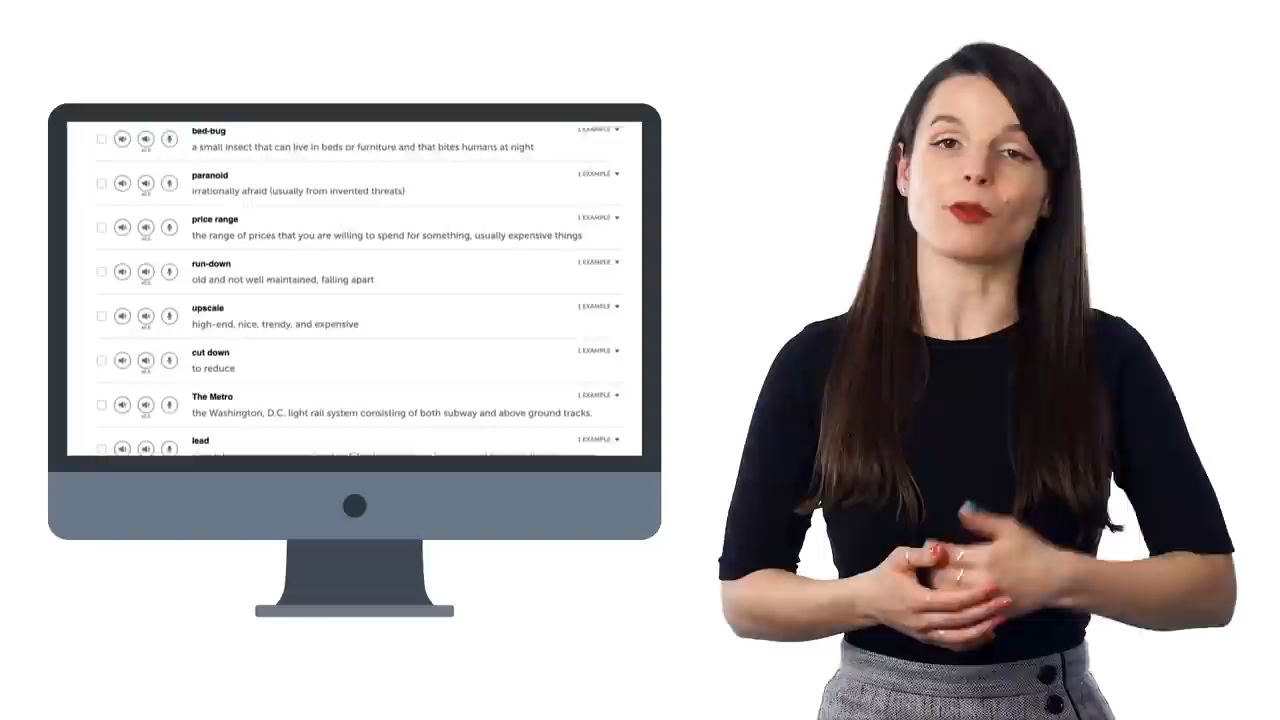 bed-bug
1 EXAMPLE
a small insect that can live in beds or furniture and that bites humans at night
paranoid
1 EXAMPLE
irrationally afraid (usually from invented threats)
price range
1 EXAMPLE
the range of prices that you are willing to spend for something, usually expensive things
run-down
1 EXAMPLE
old and not well maintained, falling apart
upscale
1 EXAMPLE
high-end, nice, trendy, and expensive
cut down
1 EXAMPLE
to reduce
The Metro
1 EXAMPLE
the Washington, D.C. light rail system consisting of both subway and above ground tracks.
lead
1 EXAMPLE